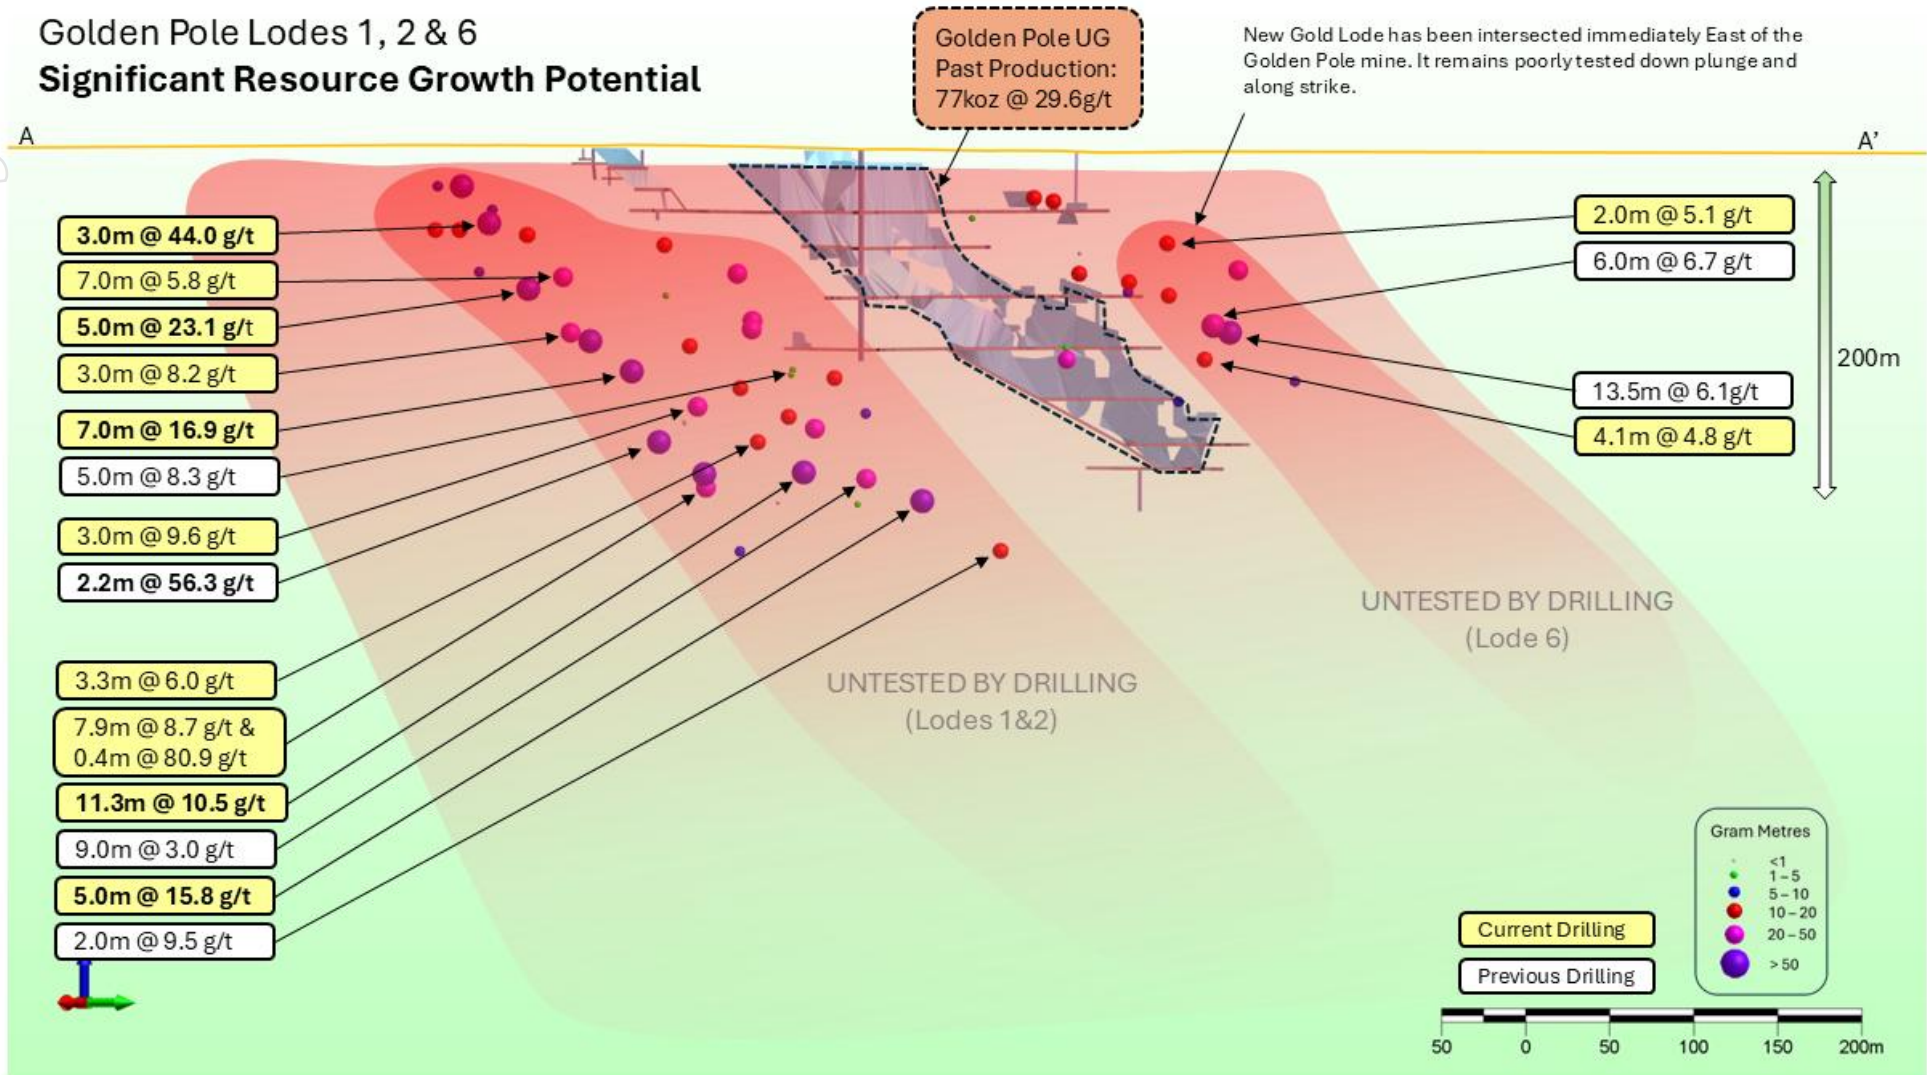 Golden Pole Lodes 1, 2 & 6
Significant Resource Growth Potential
Golden Pole UG
Past Production:
77koz @ 29.6g/t
New Gold Lode has been intersected immediately East of the
Golden Pole mine. It remains poorly tested down plunge and
along strike.
A
A'
3.0m @ 44.0 g/t
7.0m @ 5.8 g/t
5.0m @ 23.1 g/t
3.0m @ 8.2 g/t
7.0m @ 16.9 g/t
5.0m @ 8.3 g/t
3.0m @ 9.6 g/t
2.2m @ 56.3 g/t
3.3m @ 6.0 g/t
7.9m @ 8.7 g/t &
0.4m @ 80.9 g/t
11.3m @ 10.5 g/t
9.0m @ 3.0 g/t
5.0m @ 15.8 g/t
2.0m @ 9.5 g/t
2.0m @ 5.1 g/t
6.0m @ 6.7 g/t
13.5m @ 6.1g/t
4.1m @ 4.8 g/t
200m
UNTESTED BY DRILLING
(Lode 6)
UNTESTED BY DRILLING
(Lodes 1&2)
Current Drilling
Previous Drilling
Gram Metres
<1
1 – 5
5 – 10
10 – 20
20 – 50
> 50
50 0 50 100 150 200m